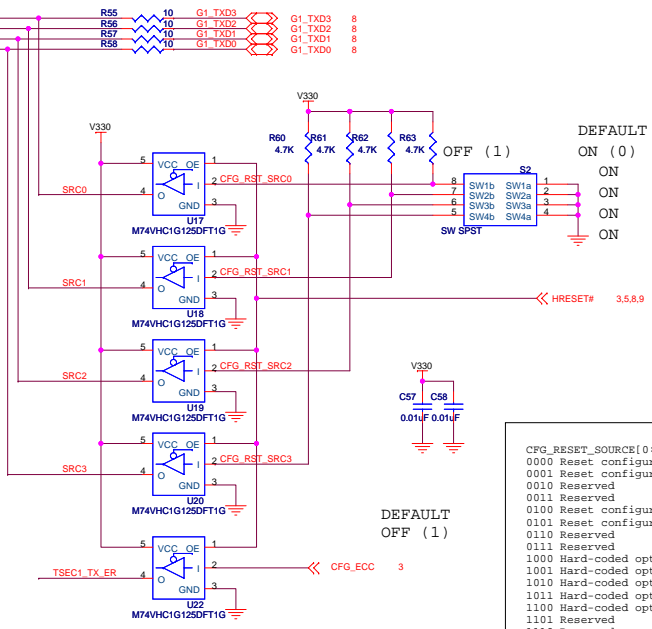 R55 10 G1_TXD3 G1_TXD3 8
R56 10 G1_TXD2 G1_TXD2 8
R57 10 G1_TXD1 G1_TXD1 8
R58 10 G1_TXD0 G1_TXD0 8
V330
V330
R60 R61 R62 R63
4.7K 4.7K 4.7K 4.7K
DEFAULT
OFF (1) ON (0)
S2 ON
8 SW1b SW1a 1
7 SW2b SW2a 2 ON
6 SW3b SW3a 3
5 SW4b SW4a 4 ON
SW SPST ON
5 VCC OE 1
SRC0 4 O I 2 CFG_RST_SRC0
GND 3
U17
M74VHC1G125DFT1G
5 VCC OE 1
SRC1 4 O I 2 CFG_RST_SRC1
GND 3
U18
M74VHC1G125DFT1G
HRESET# 3,5,8,9
5 VCC OE 1
SRC2 4 O I 2 CFG_RST_SRC2
GND 3
U19
M74VHC1G125DFT1G
V330
C57 C58
0.01uF 0.01uF
5 VCC OE 1
SRC3 4 O I 2 CFG_RST_SRC3
GND 3
U20
M74VHC1G125DFT1G
DEFAULT
OFF (1)
5 VCC OE 1
TSEC1_TX_ER 4 O I 2 CFG_ECC 3
GND 3
U22
M74VHC1G125DFT1G
CFG_RESET_SOURCE[0
0000 Reset configu
0001 Reset configu
0010 Reserved
0011 Reserved
0100 Reset configu
0101 Reset configu
0110 Reserved
0111 Reserved
1000 Hard-coded opt
1001 Hard-coded opt
1010 Hard-coded opt
1011 Hard-coded opt
1100 Hard-coded opt
1101 Reserved